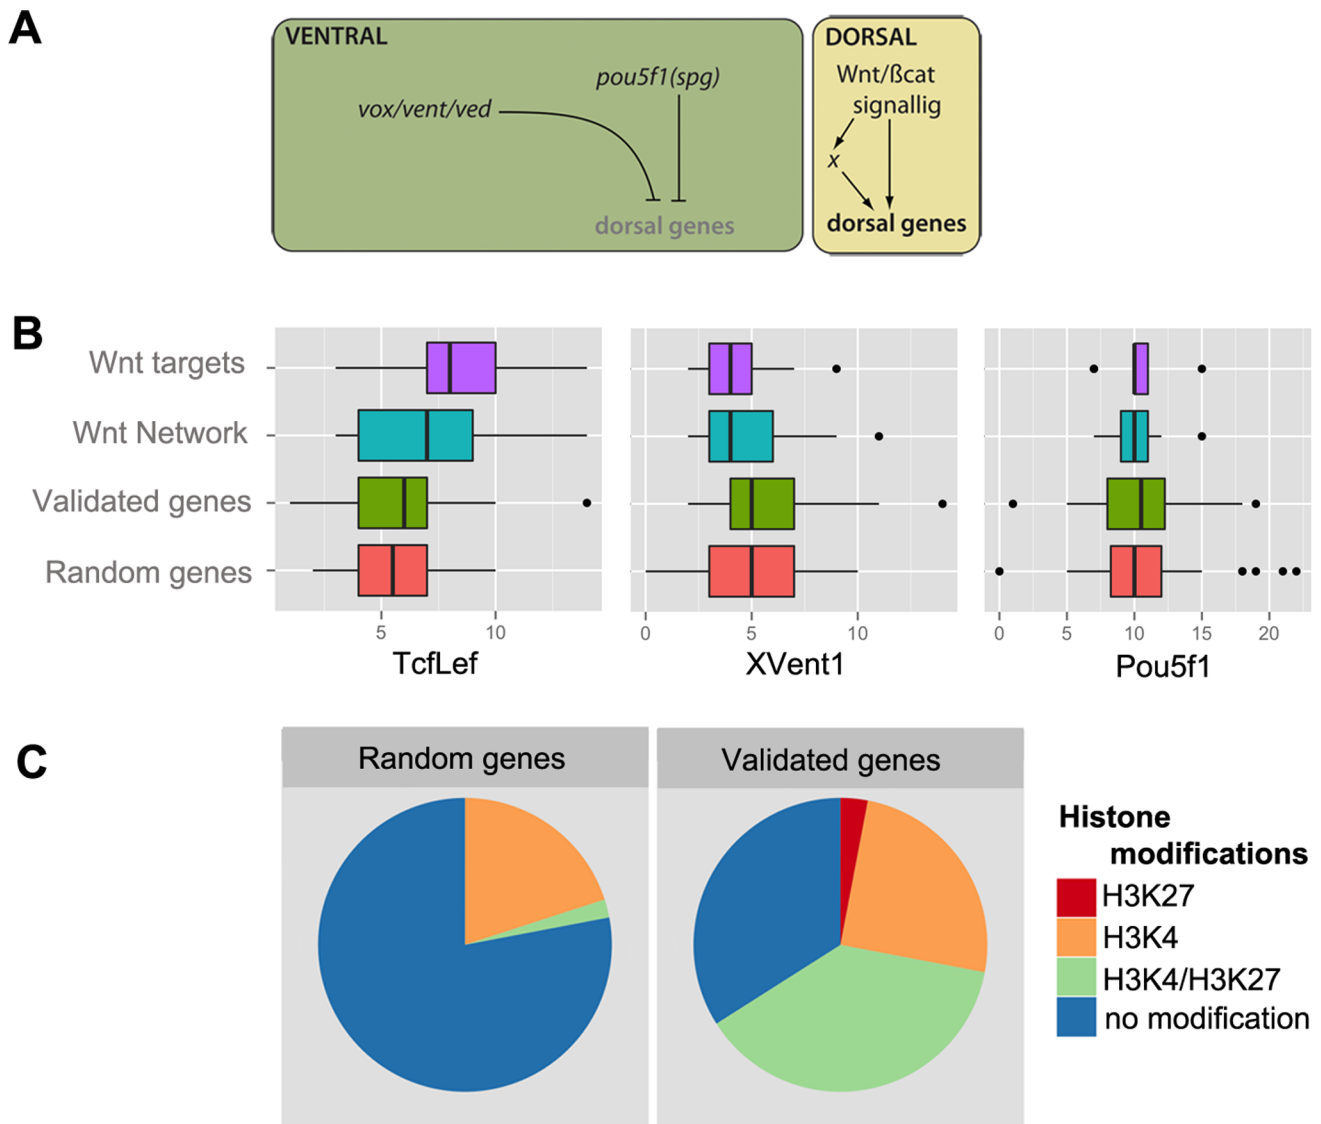 A
VENTRAL
pou5f1(spg)
vox/vent/ved
dorsal genes
DORSAL
Wnt/ßcat
signallig
x
dorsal genes
B
Wnt targets
Wnt Network
Validated genes
Random genes
5 10
TcfLef
0 5 10
XVent1
0 5 10 15 20
Pou5f1
C
Random genes
Validated genes
Histone
modifications
H3K27
H3K4
H3K4/H3K27
no modification